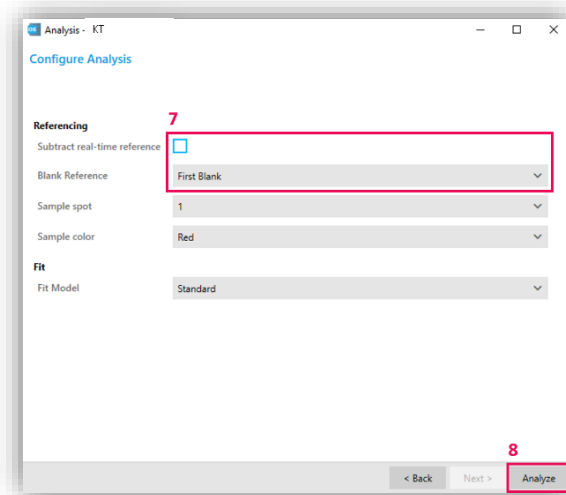 Analysis - KT
Configure Analysis
Referencing
7
Subtract real-time reference
Blank Reference First Blank
Sample spot 1
Sample color Red
Fit
Fit Model Standard
8
< Back Next > Analyze